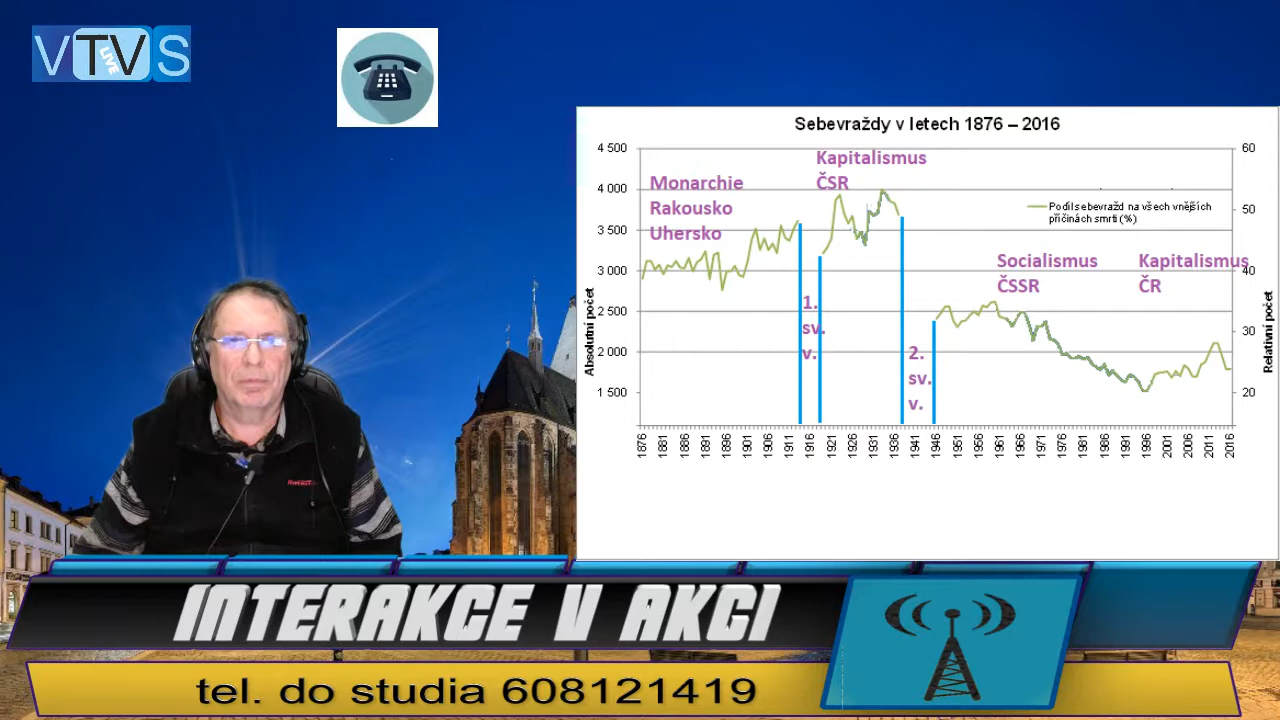 VTVS
LIVE
Sebevraždy v letech 1876 – 2016
4 500
4 000
3 500
3 000
2 500
2 000
1 500
60
50
40
30
20
Absolutní počet
Relativní počet
Monarchie
Rakousko
Uhersko
Kapitalismus
ČSR
Podíl sebevražd na všech vnějších
příčinách smrti (%)
Socialismus
ČSSR
Kapitalismus
ČR
1.
sv.
v.
2.
sv.
v.
1876 1881 1886 1891 1896 1901 1906 1911 1916 1921 1926 1931 1936 1941 1946 1951 1956 1961 1966 1971 1976 1981 1986 1991 1996 2001 2006 2011 2016
INTERAKCE V AKCI
tel. do studia 608121419